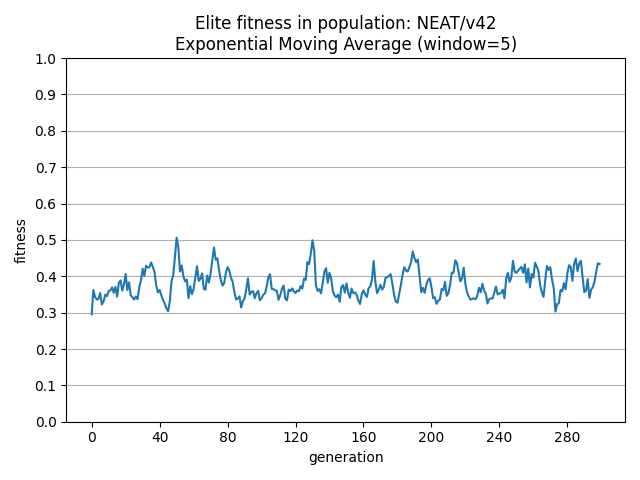 Elite fitness in population: NEAT/v42
Exponential Moving Average (window=5)
1.0
0.9
0.8
0.7
0.6
0.5
0.4
0.3
0.2
0.1
0.0
fitness
0 40 80 120 160 200 240 280
generation